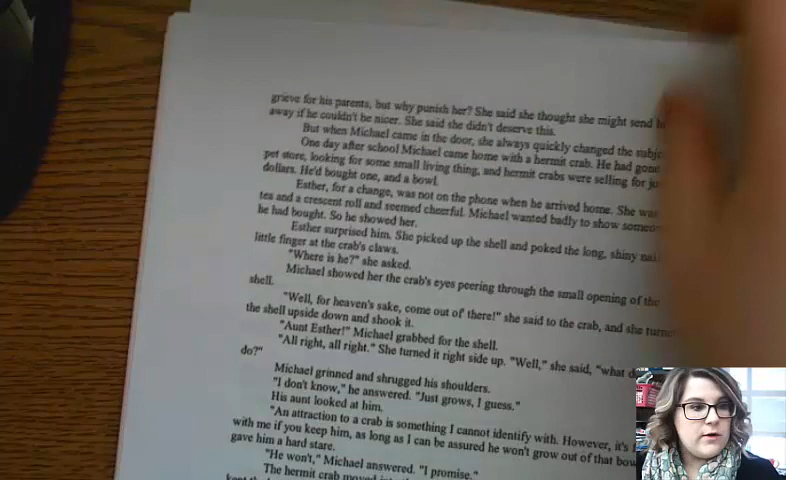 grieve for his parents, but why punish her? She said she thought she might send
away if he couldn't be nicer. She said she didn't deserve this.
But when Michael came in the door, she always quickly changed the
One day after school Michael came home with a hermit crab. He had
pet store, looking for some small living thing, and hermit crabs were selling for
dollars. He'd bought one, and a bowl.
Esther, for a change, was not on the phone when he arrived home. She was
tea and a crescent roll and seemed cheerful. Michael wanted badly to show
he had bought. So he showed her.
Esther surprised him. She picked up the shell and poked the long, shiny
little finger at the crab's claws.
"Where is he?" she asked.
Michael showed her the crab's eyes peering through the small opening of the
shell.
"Well, for heaven's sake, come out of there!" she said to the crab, and she
the shell upside down and shook it.
"Aunt Esther!" Michael grabbed for the shell.
"All right, all right." She turned it right side up. "Well," she said, "what
do?"
Michael grinned and shrugged his shoulders.
"I don't know," he answered. "Just grows, I guess."
His aunt looked at him.
"An attraction to a crab is something I cannot identify with. However, it's
with me if you keep him, as long as I can be assured he won't grow out of that
gave him a hard stare.
"He won't," Michael answered. "I promise."
The hermit crab moved